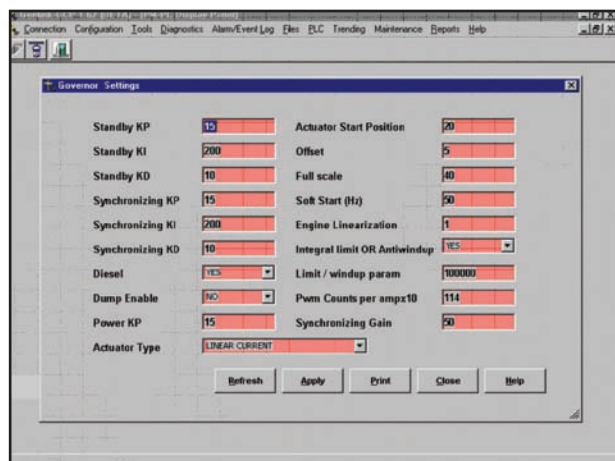 Connection Configuration Tools Diagnostics Alarm/Event Log Files PLC Trending Maintenance Reports Help
Governor Settings
Standby KP 15 Actuator Start Position 20
Standby KI 200 Offset 5
Standby KD 10 Full scale 40
Synchronizing KP 15 Soft Start (Hz) 50
Synchronizing KI 200 Engine Linearization 1
Synchronizing KD 10 Integral limit OR Antiwindup YES
Diesel YES Limit / windup param 100000
Dump Enable NO Pwm Counts per ampx10 114
Power KP 15 Synchronizing Gain 50
Actuator Type LINEAR CURRENT
Refresh Apply Print Close Help